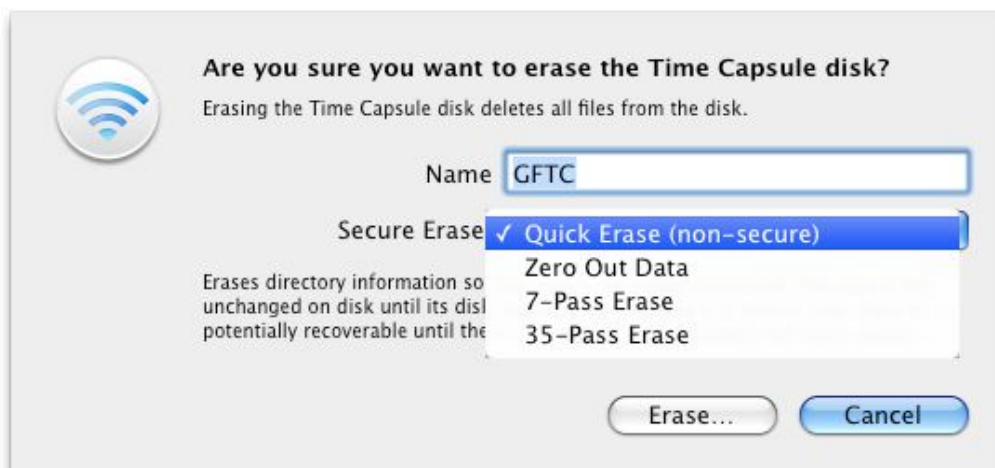 Are you sure you want to erase the Time Capsule disk?
Erasing the Time Capsule disk deletes all files from the disk.
Name GFTC
Secure Erase ✓ Quick Erase (non-secure)
Zero Out Data
Erases directory information so
7-Pass Erase
unchanged on disk until its disk
potentially recoverable until the
35-Pass Erase
Erase... Cancel